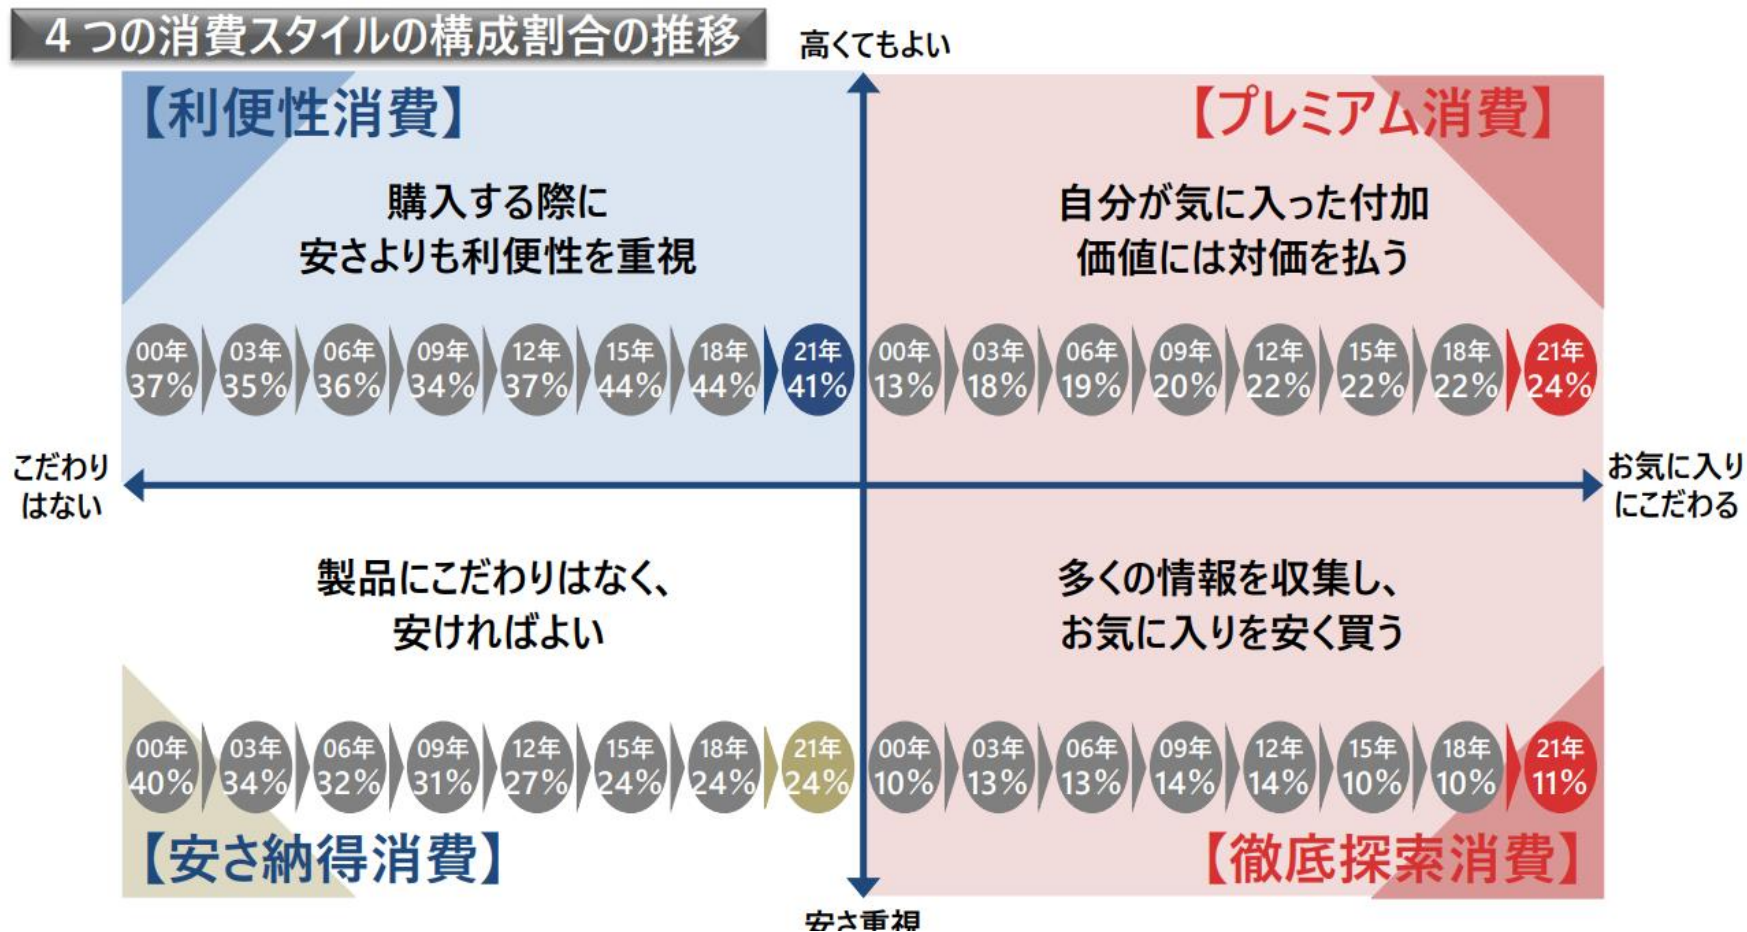 4つの消費スタイルの構成割合の推移
高くてもよい
【利便性消費】
購入する際に
安さよりも利便性を重視
00年 03年 06年 09年 12年 15年 18年 21年
37% 35% 36% 34% 37% 44% 44% 41%
【プレミアム消費】
自分が気に入った付加
価値には対価を払う
00年 03年 06年 09年 12年 15年 18年 21年
13% 18% 19% 20% 22% 22% 22% 24%
こだわり
はない
お気に入り
にこだわる
製品にこだわりはなく、
安ければよい
00年 03年 06年 09年 12年 15年 18年 21年
40% 34% 32% 31% 27% 24% 24% 24%
【安さ納得消費】
多くの情報を収集し、
お気に入りを安く買う
00年 03年 06年 09年 12年 15年 18年 21年
10% 13% 13% 14% 14% 10% 10% 11%
【徹底探索消費】
安さ重視